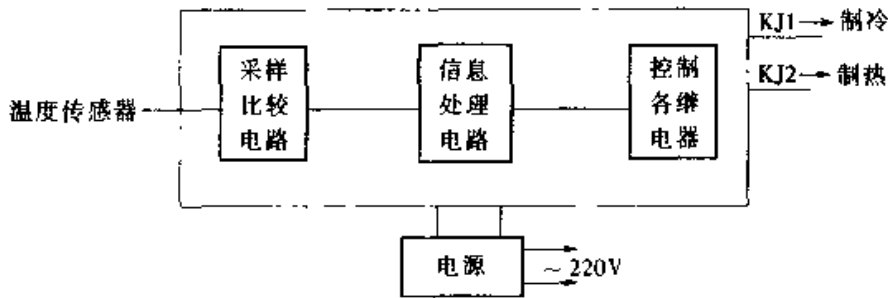 KJ1 制冷
采样
比较
电路
信息
处理
电路
控制
各继
电器
KJ2 制热
温度传感器
电源
~220V